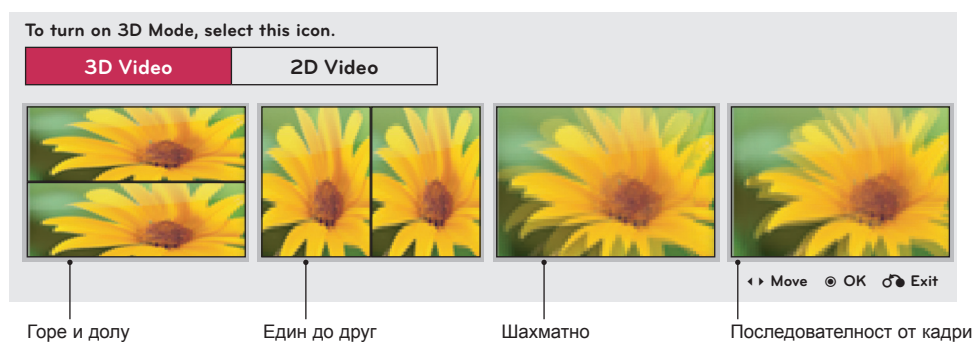 To turn on 3D Mode, select this icon.
3D Video 2D Video
Move OK Exit
Горе и долу Един до друг Шахматно Последователност от кадри